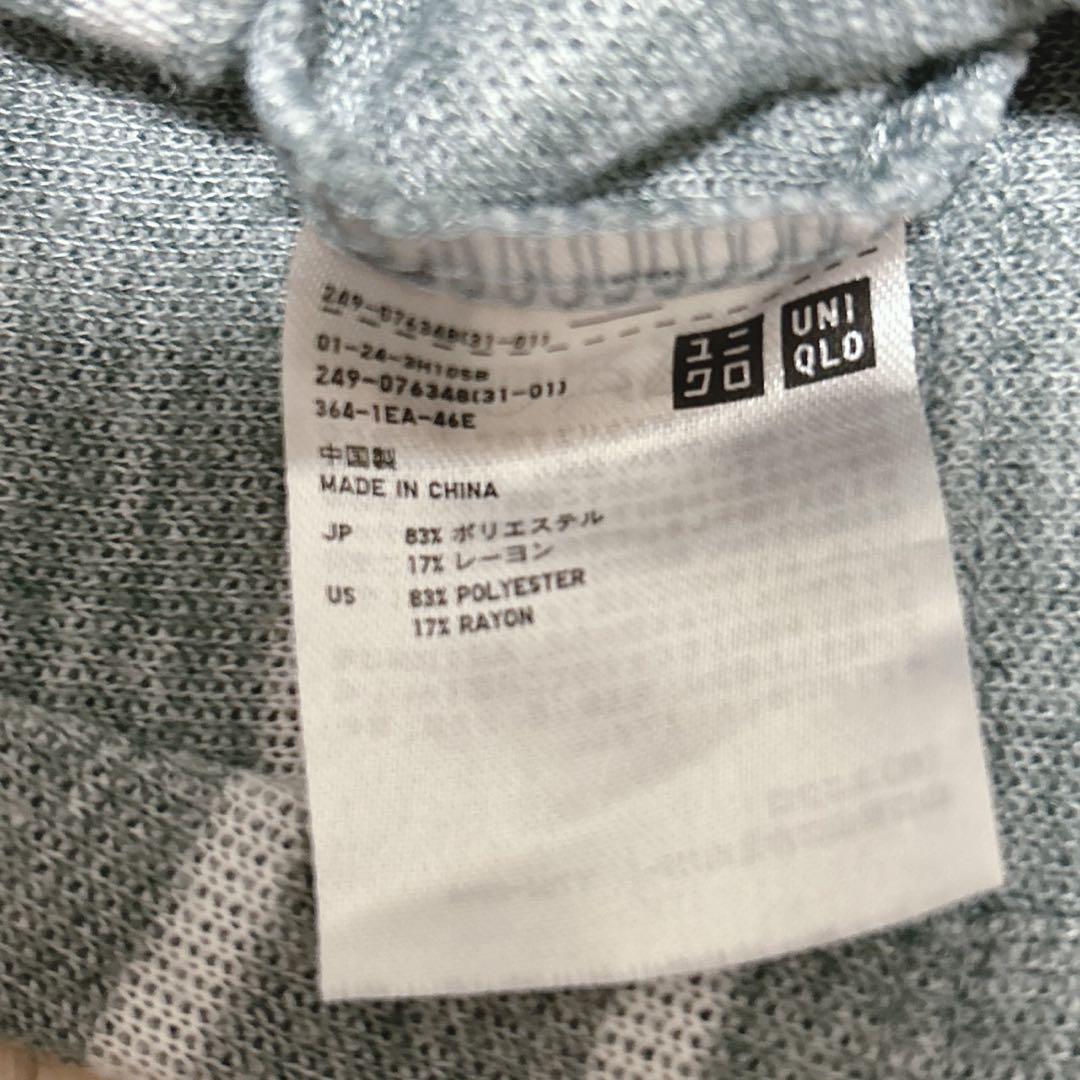 249-076348(31-01)
ユニ
クロ
UNI
QLO
01-24-3H105B
249-076348(31-01)
364-1EA-46E
中国製
MADE IN CHINA
JP 83% ポリエステル
17% レーヨン
US 83% POLYESTER
17% RAYON